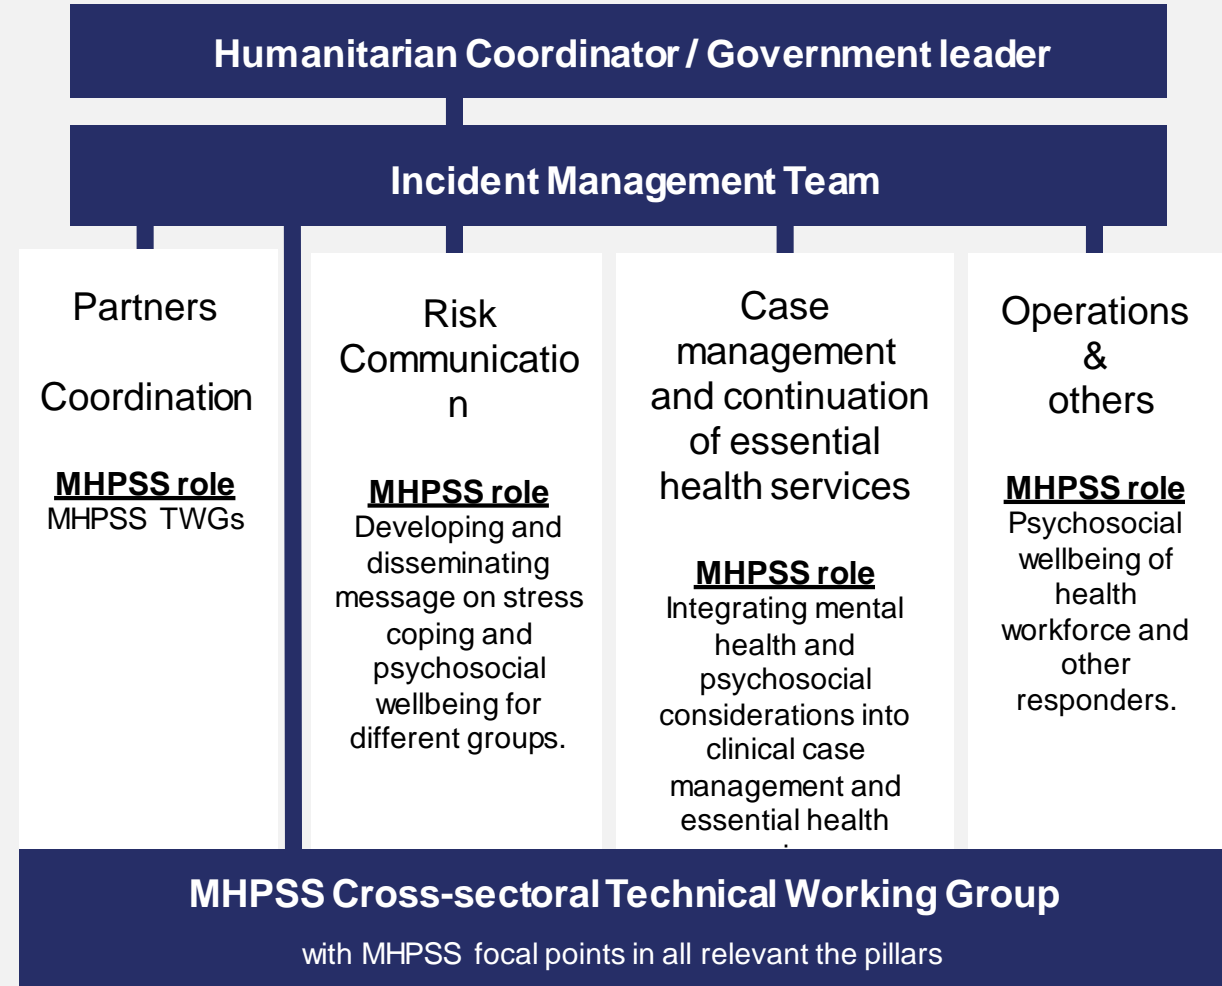 Humanitarian Coordinator / Government leader
Incident Management Team
Partners
Coordination
MHPSS role
MHPSS TWGs
Risk
Communicatio
n
MHPSS role
Developing and
disseminating
message on stress
coping and
psychosocial
wellbeing for
different groups.
Case
management
and continuation
of essential
health services
MHPSS role
Integrating mental
health and
psychosocial
considerations into
clinical case
management and
essential health
Operations
&
others
MHPSS role
Psychosocial
wellbeing of
health
workforce and
other
responders.
MHPSS Cross-sectoral Technical Working Group
with MHPSS focal points in all relevant the pillars